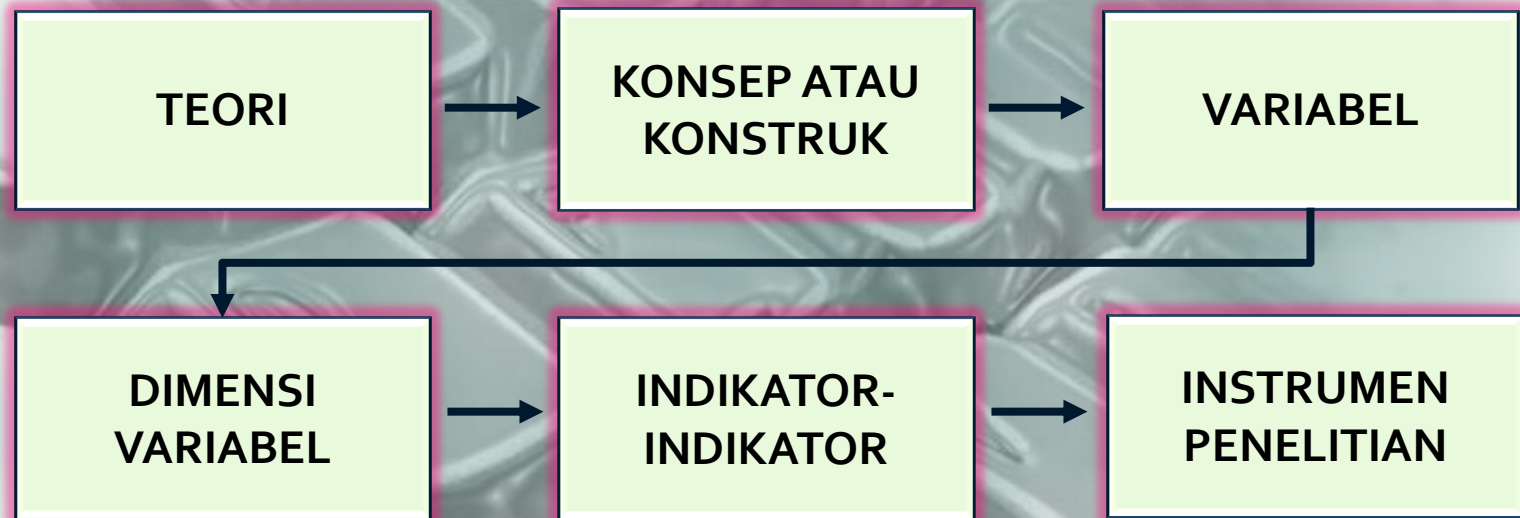 TEORI
KONSEP ATAU
KONSTRUK
VARIABEL
DIMENSI
VARIABEL
INDIKATOR-
INDIKATOR
INSTRUMEN
PENELITIAN